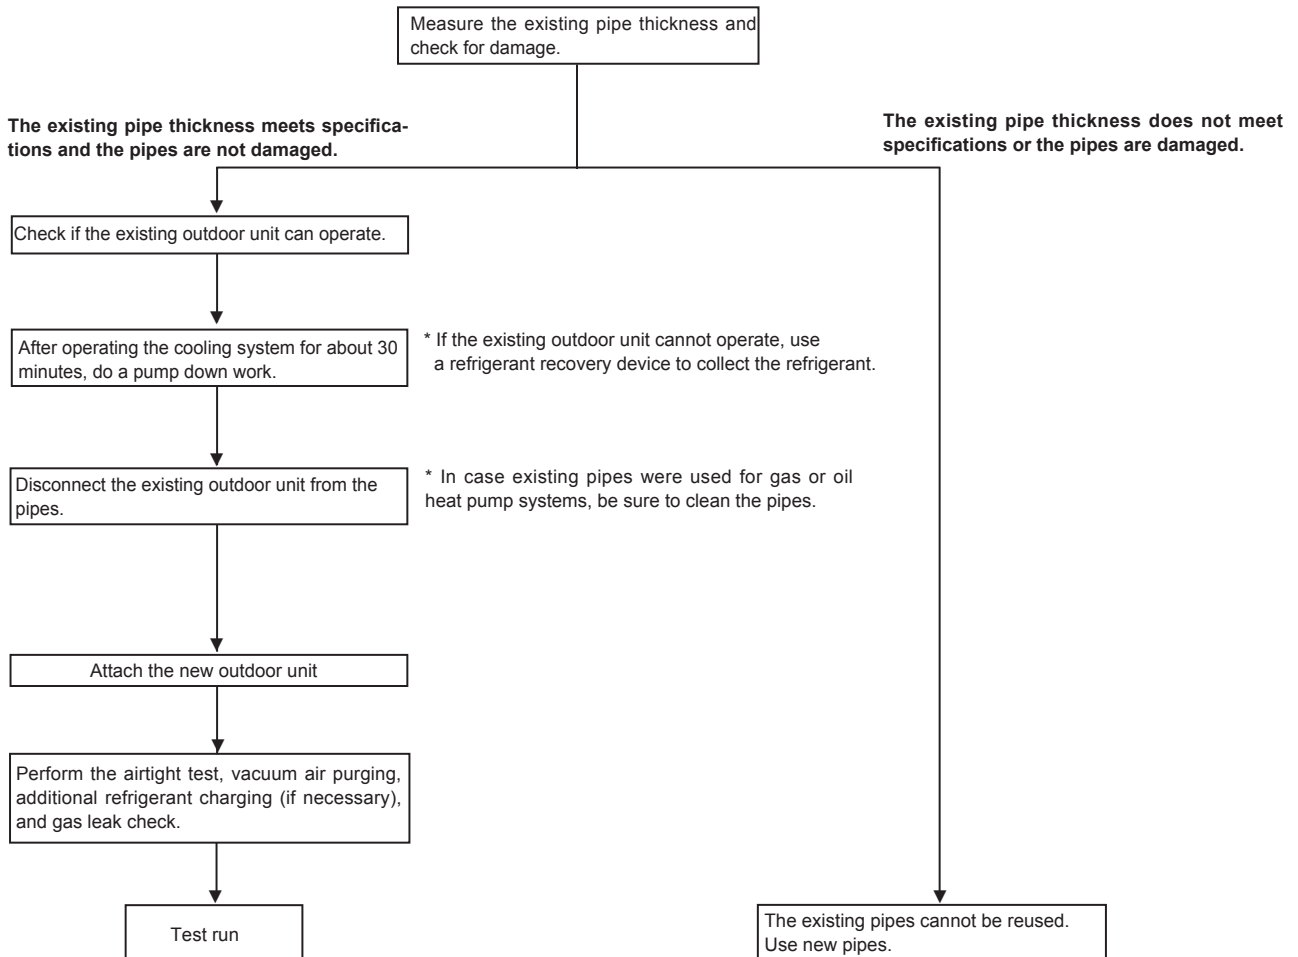 Measure the existing pipe thickness and
check for damage.
The existing pipe thickness meets specifica-
tions and the pipes are not damaged.
The existing pipe thickness does not meet
specifications or the pipes are damaged.
Check if the existing outdoor unit can operate.
After operating the cooling system for about 30
minutes, do a pump down work.
* If the existing outdoor unit cannot operate, use
a refrigerant recovery device to collect the refrigerant.
Disconnect the existing outdoor unit from the
pipes.
* In case existing pipes were used for gas or oil
heat pump systems, be sure to clean the pipes.
Attach the new outdoor unit
Perform the airtight test, vacuum air purging,
additional refrigerant charging (if necessary),
and gas leak check.
Test run
The existing pipes cannot be reused.
Use new pipes.